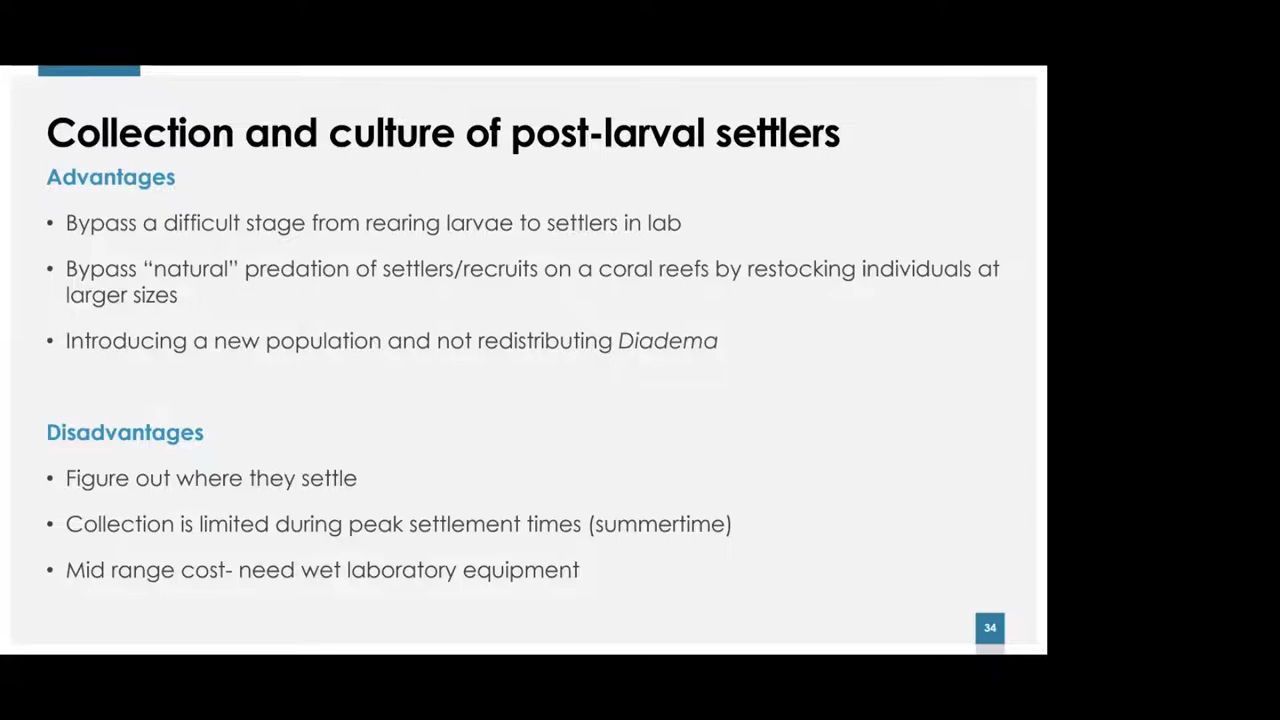 Collection and culture of post-larval settlers
Advantages
• Bypass a difficult stage from rearing larvae to settlers in lab
• Bypass “natural” predation of settlers/recruits on a coral reefs by restocking individuals at
larger sizes
• Introducing a new population and not redistributing Diadema
Disadvantages
• Figure out where they settle
• Collection is limited during peak settlement times (summertime)
• Mid range cost- need wet laboratory equipment
34